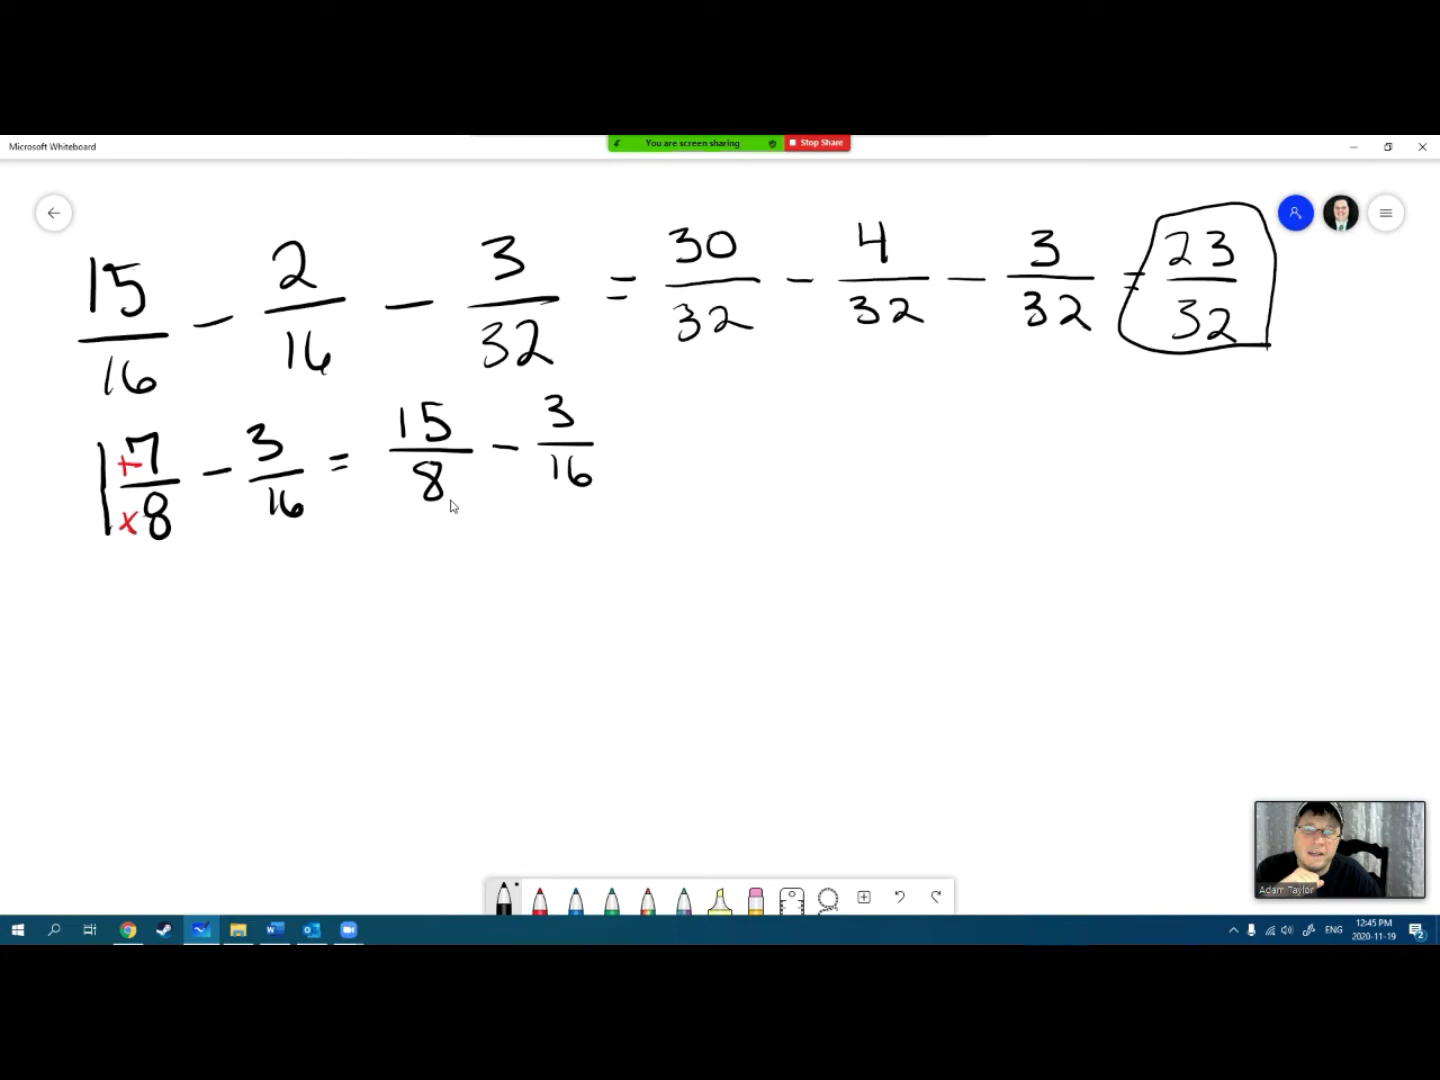 Microsoft Whiteboard
You are screen sharing
Stop Share
15/16 - 2/16 - 3/32 = 30/32 - 4/32 - 3/32 = 23/32
1 +7/x8 - 3/16 = 15/8 - 3/16
Adam Taylor
ENG
12:45 PM
2020-11-19
2